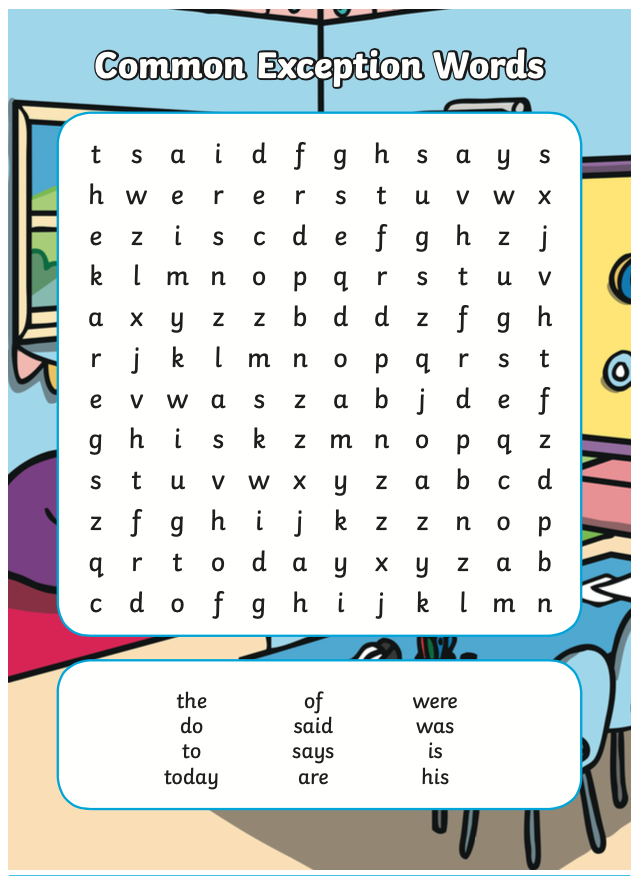 Common Exception Words
t s a i d f g h s a y s
h w e r e r s t u v w x
e z i s c d e f g h z j
k l m n o p q r s t u v
a x y z z b d d z f g h
r j k l m n o p q r s t
e v w a s z a b j d e f
g h i s k z m n o p q z
s t u v w x y z a b c d
z f g h i j k z z n o p
q r t o d a y x y z a b
c d o f g h i j k l m n
the of were
do said was
to says is
today are his